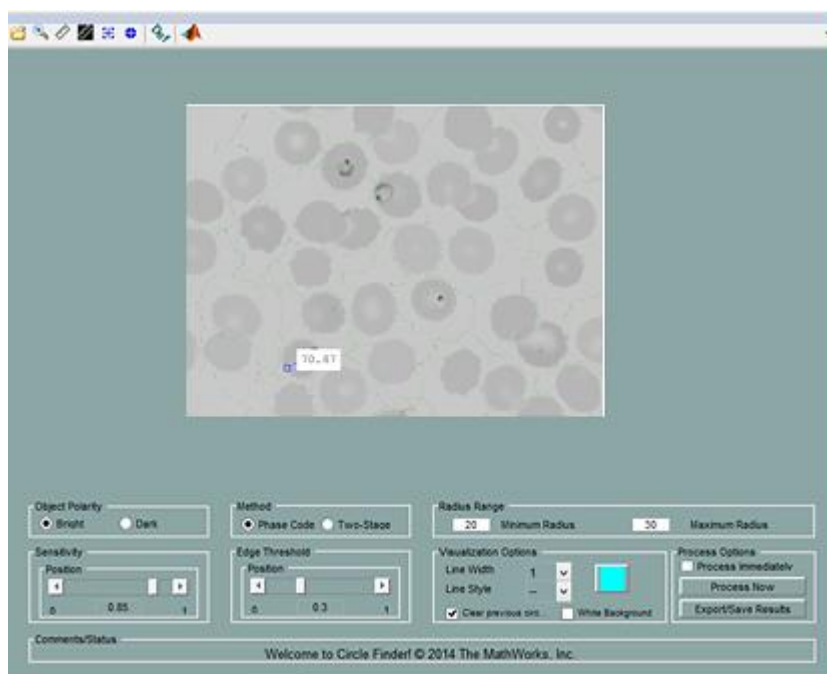 70.87
Object Polarity
Bright Dark
Method
Phase Code Two-Stage
Radius Range
20 Minimum Radius 30 Maximum Radius
Sensitivity
Position
0 0.85 1
Edge Threshold
Position
0 0.3 1
Visualization Options
Line Width 1
Line Style --
Clear previous circ... White Background
Process Options
Process Immediately
Process Now
Export/Save Results
Comments/Status
Welcome to Circle Finder! © 2014 The MathWorks, Inc.